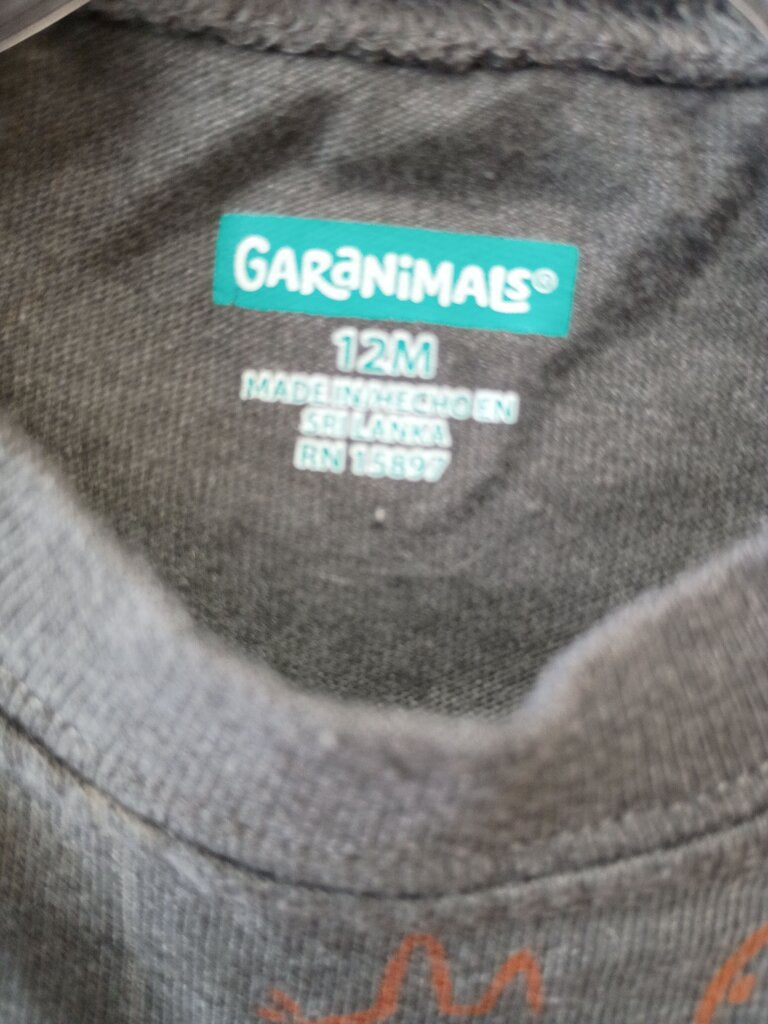 GARANIMALS®
12M
MADE IN/HECHO EN
SRI LANKA
RN 15897